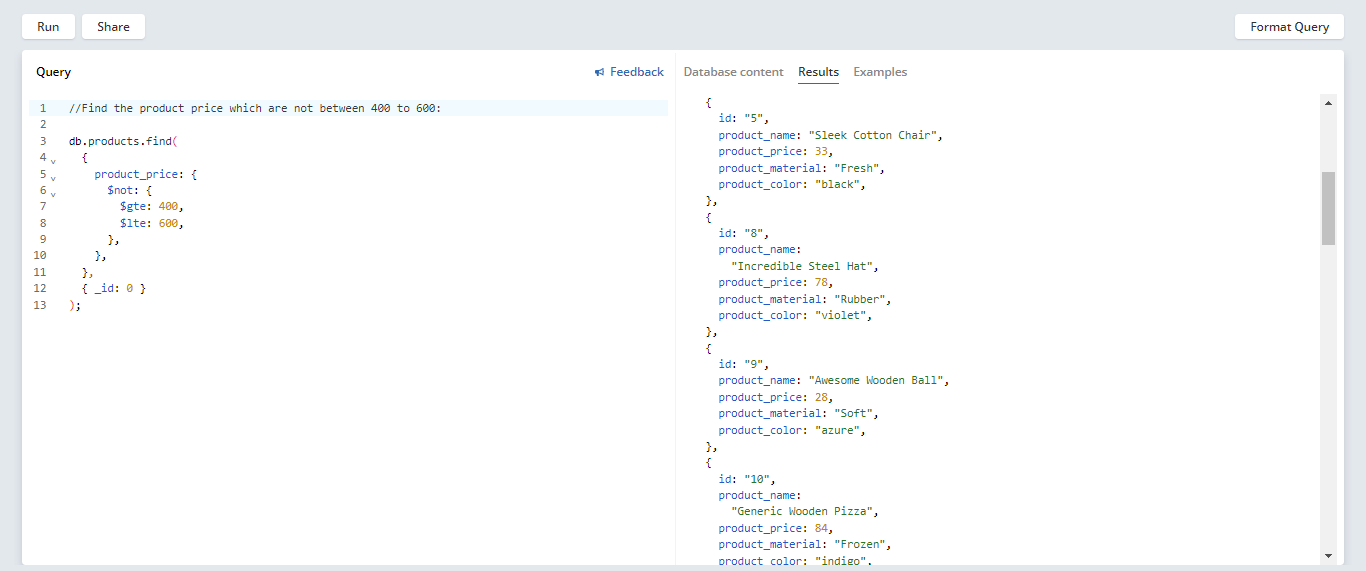 Run
Share
Format Query
Query
Feedback
1 //Find the product price which are not between 400 to 600:
2
3 db.products.find(
4 {
5 product_price: {
6 $not: {
7 $gte: 400,
8 $lte: 600,
9 },
10 },
11 },
12 { _id: 0 }
13 );
Database content
Results
Examples
{
id: "5",
product_name: "Sleek Cotton Chair",
product_price: 33,
product_material: "Fresh",
product_color: "black",
},
{
id: "8",
product_name:
"Incredible Steel Hat",
product_price: 78,
product_material: "Rubber",
product_color: "violet",
},
{
id: "9",
product_name: "Awesome Wooden Ball",
product_price: 28,
product_material: "Soft",
product_color: "azure",
},
{
id: "10",
product_name:
"Generic Wooden Pizza",
product_price: 84,
product_material: "Frozen",
product_color: "indigo",